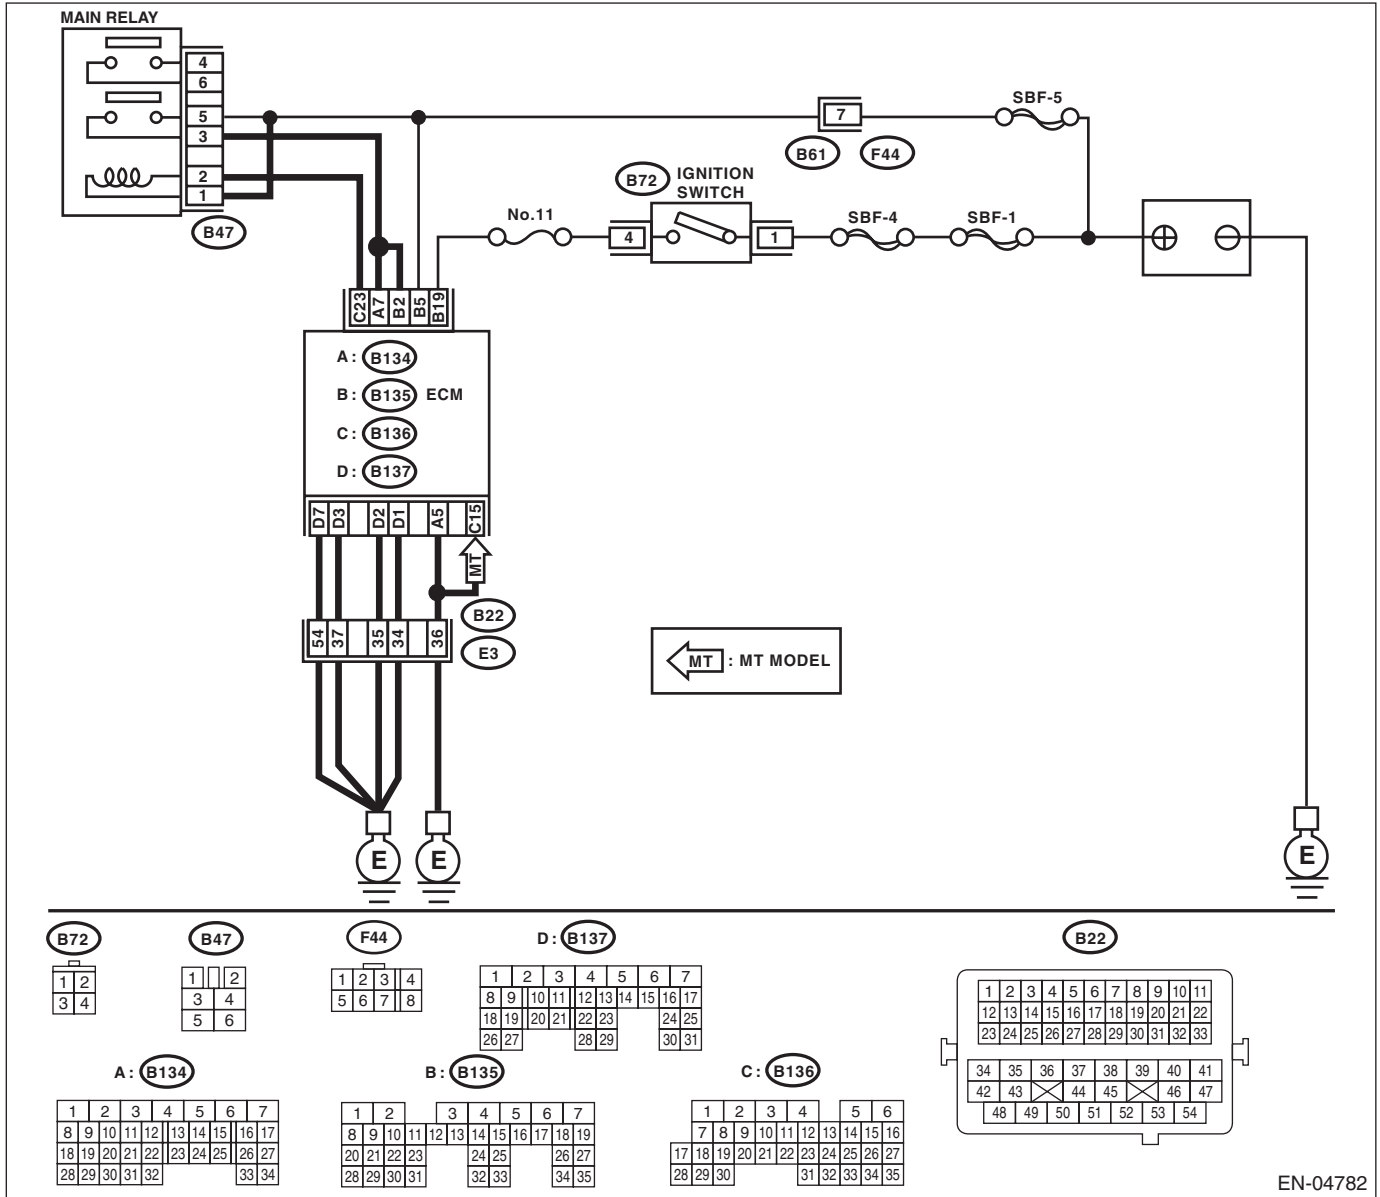 MAIN RELAY
4
6
5
3
2
1
B47
SBF-5
7
B61 F44
B72 IGNITION
SWITCH
No.11
4
1
SBF-4
SBF-1
C23 A7 B2 B5 B19
A: B134
B: B135 ECM
C: B136
D: B137
D7 D3 D2 D1 A5 C15
MT
B22
54 37 35 34 36
E3
MT : MT MODEL
E E E
B72
1 2
3 4
B47
1 2
3 4
5 6
F44
1 2 3 4
5 6 7 8
D: B137
1 2 3 4 5 6 7
8 9 10 11 12 13 14 15 16 17
18 19 20 21 22 23 24 25
26 27 28 29 30 31
B22
1 2 3 4 5 6 7 8 9 10 11
12 13 14 15 16 17 18 19 20 21 22
23 24 25 26 27 28 29 30 31 32 33
34 35 36 37 38 39 40 41
42 43 44 45 46 47
48 49 50 51 52 53 54
A: B134
1 2 3 4 5 6 7
8 9 10 11 12 13 14 15 16 17
18 19 20 21 22 23 24 25 26 27
28 29 30 31 32 33 34
B: B135
1 2 3 4 5 6 7
8 9 10 11 12 13 14 15 16 17 18 19
20 21 22 23 24 25 26 27
28 29 30 31 32 33 34 35
C: B136
1 2 3 4 5 6
7 8 9 10 11 12 13 14 15 16
17 18 19 20 21 22 23 24 25 26 27
28 29 30 31 32 33 34 35
EN-04782